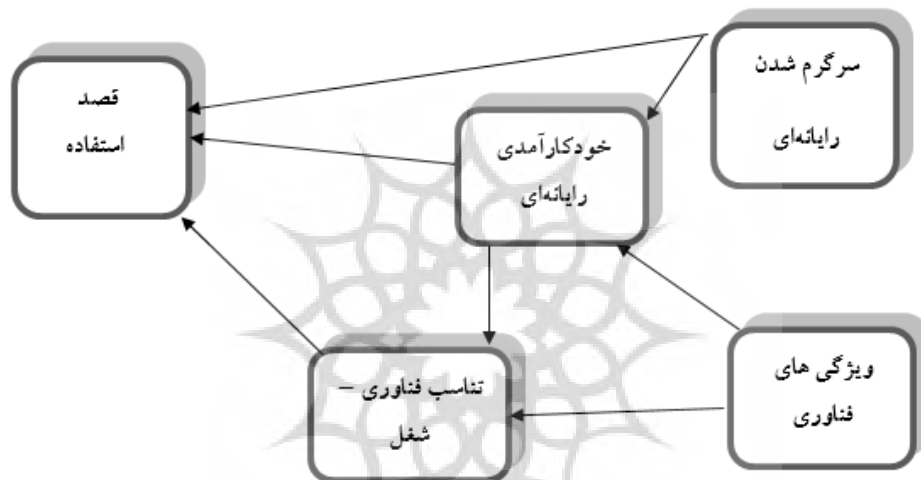 سرگرم شدن
رایانه‌ای
قصد
استفاده
خودکارآمدی
رایانه‌ای
ویژگی های
فناوری
تناسب فناوری –
شغل